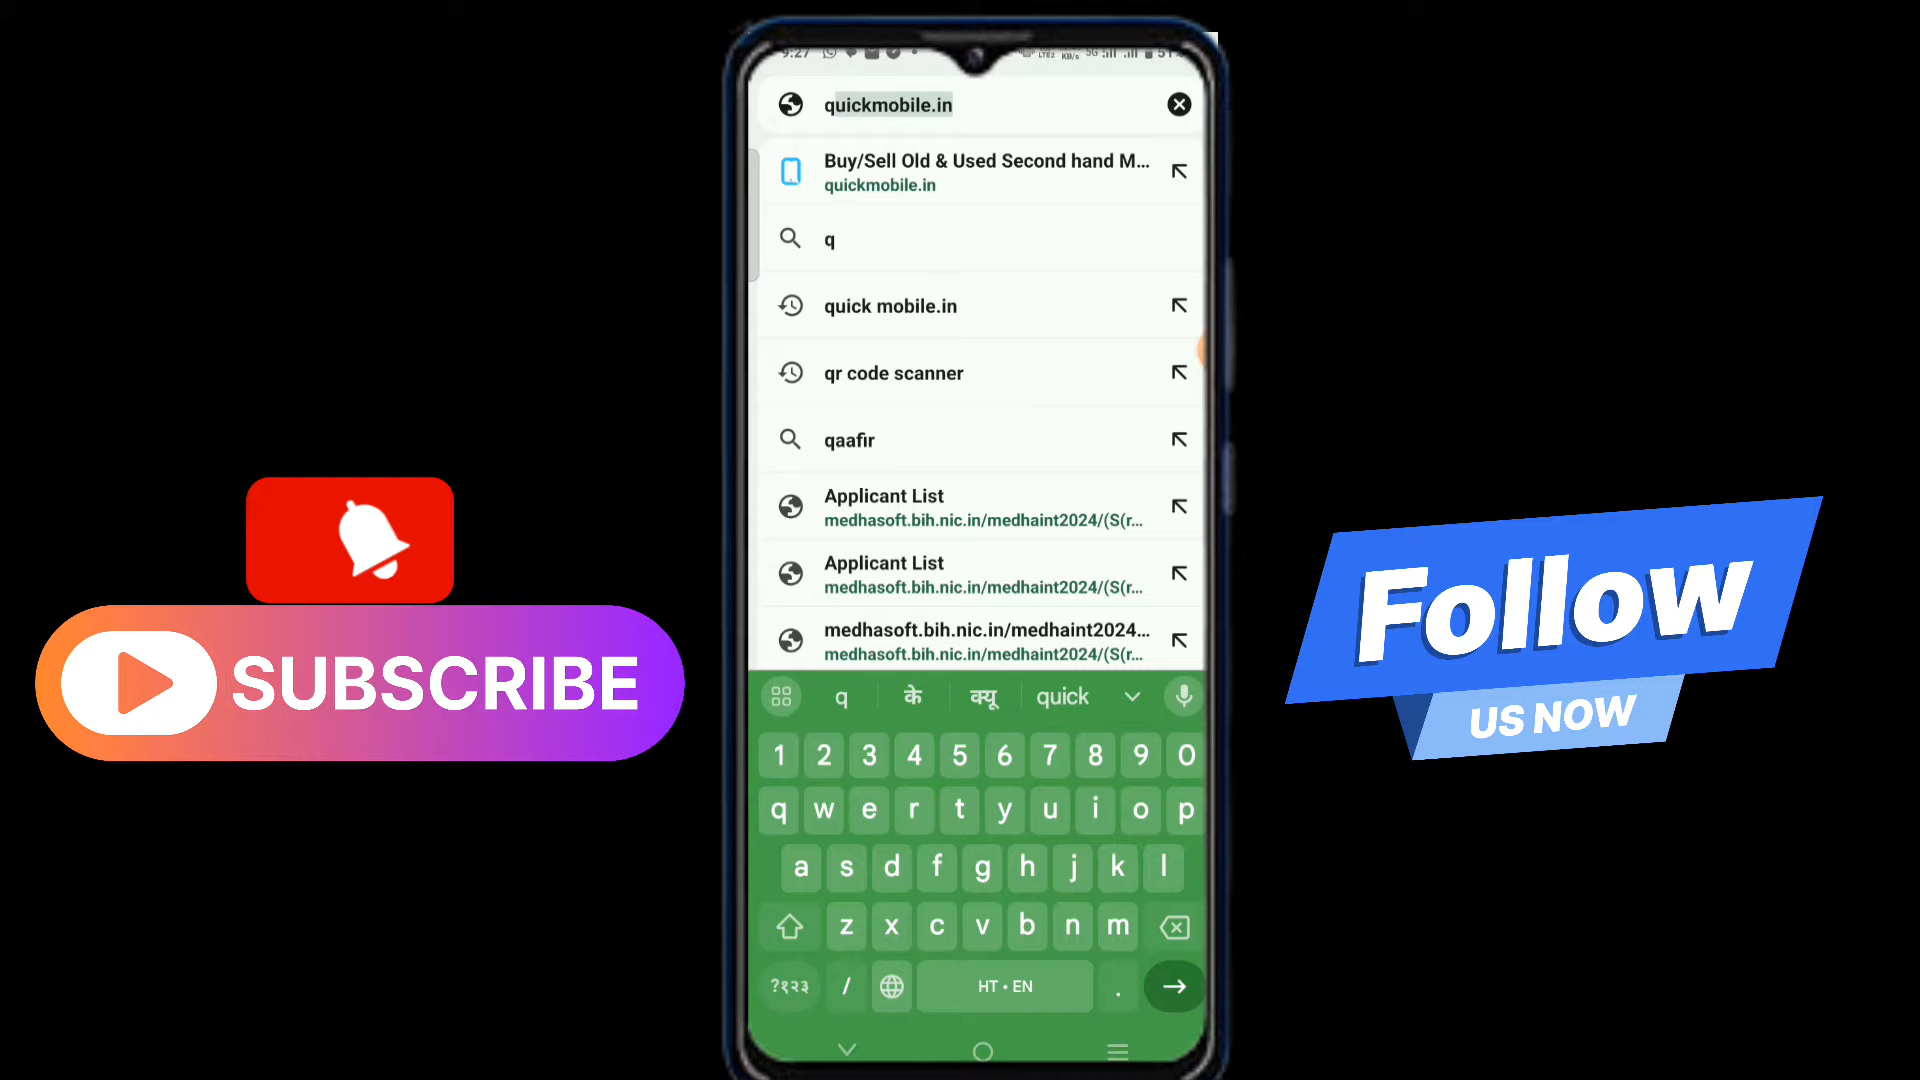 9:27
5G
quickmobile.in
Buy/Sell Old & Used Second hand M...
quickmobile.in
q
quick mobile.in
qr code scanner
qaafir
Applicant List
medhasoft.bih.nic.in/medhaint2024/(S(r...
Applicant List
medhasoft.bih.nic.in/medhaint2024/(S(r...
medhasoft.bih.nic.in/medhaint2024...
medhasoft.bih.nic.in/medhaint2024/(S(r...
q के क्यू quick
1 2 3 4 5 6 7 8 9 0
q w e r t y u i o p
a s d f g h j k l
z x c v b n m
?१२३ / HT • EN .
SUBSCRIBE
Follow
US NOW